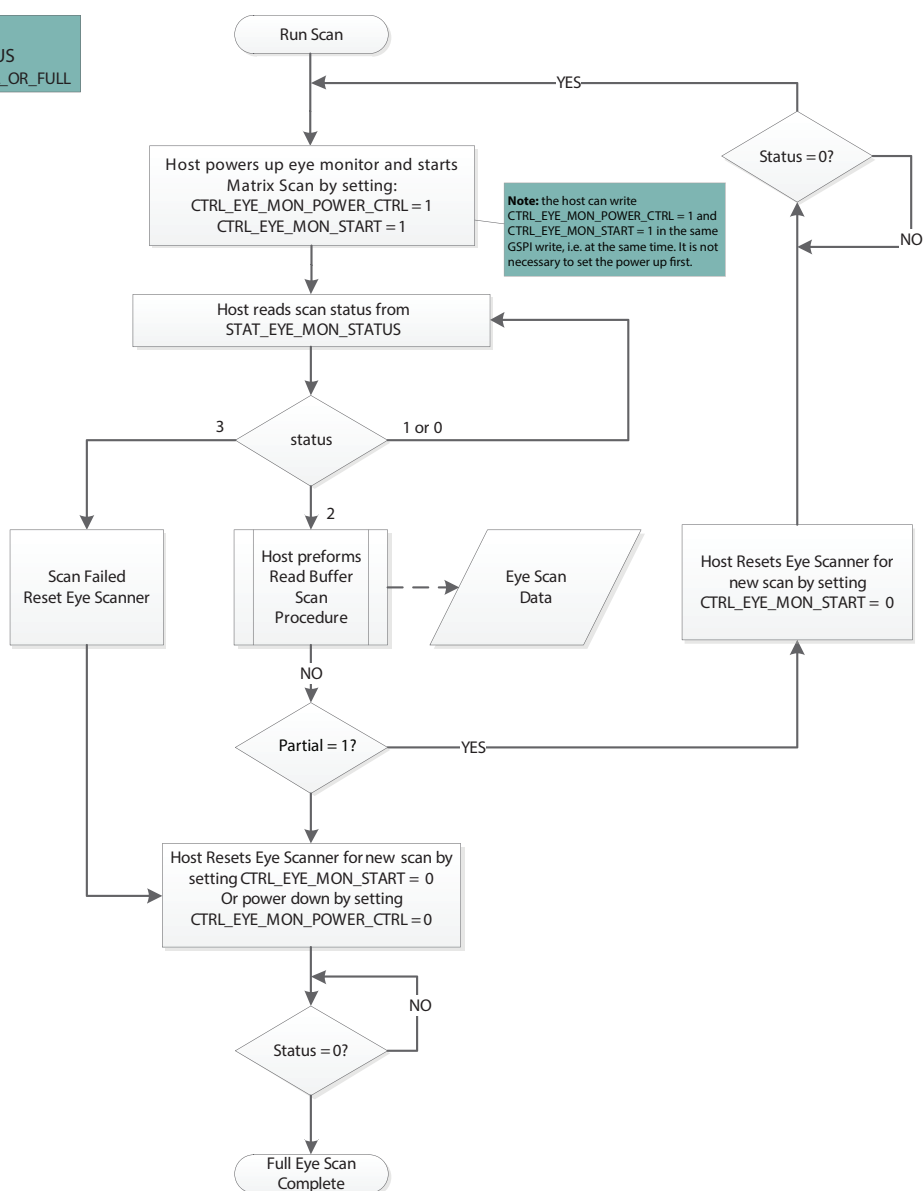 US
_OR_FULL
Run Scan
YES
Status = 0?
NO
Host powers up eye monitor and starts
Matrix Scan by setting:
CTRL_EYE_MON_POWER_CTRL = 1
CTRL_EYE_MON_START = 1
Note: the host can write
CTRL_EYE_MON_POWER_CTRL = 1 and
CTRL_EYE_MON_START = 1 in the same
GSPI write, i.e. at the same time. It is not
necessary to set the power up first.
Host reads scan status from
STAT_EYE_MON_STATUS
3
status
1 or 0
2
Scan Failed
Reset Eye Scanner
Host preforms
Read Buffer
Scan
Procedure
Eye Scan
Data
Host Resets Eye Scanner for
new scan by setting
CTRL_EYE_MON_START = 0
NO
Partial = 1?
YES
Host Resets Eye Scanner for new scan by
setting CTRL_EYE_MON_START = 0
Or power down by setting
CTRL_EYE_MON_POWER_CTRL = 0
NO
Status = 0?
Full Eye Scan
Complete